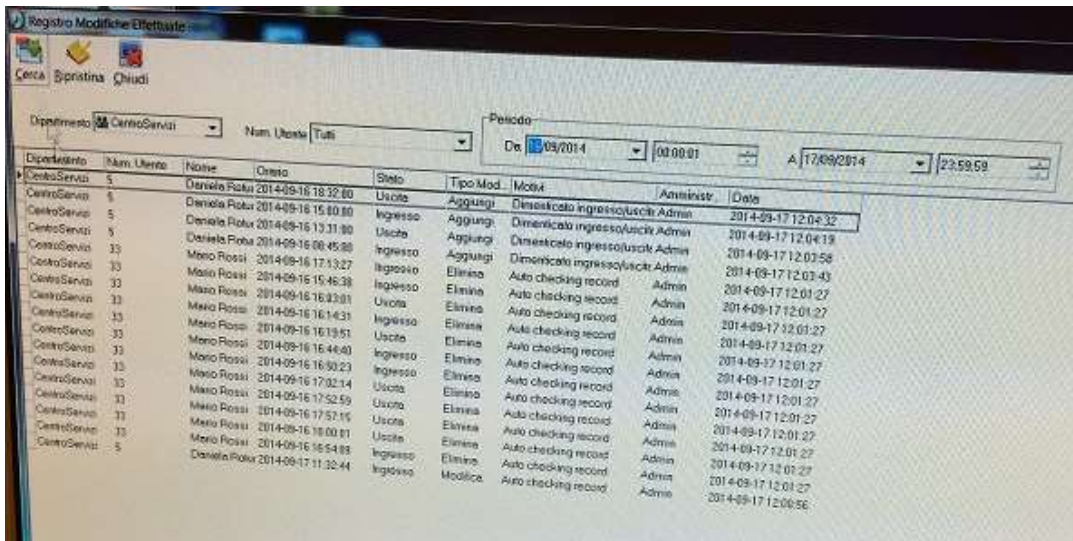 Registro Modifiche Effettuate
Cerca Ripristina Chiudi
Periodo
Dipartimento CentroServizi Num. Utente Tutti Da /09/2014 00:00:01 A 17/09/2014 23:59:59
Dipartimento Num. Utente Nome Orario Stato Tipo Mod. Motivi Amministr. Data
CentroServizi 5 Daniela 2014-09-16 18:32:00 Uscita Aggiungi Dimenticato ingresso/uscita Admin 2014-09-17 12:04:32
CentroServizi 5 Daniela 2014-09-16 15:00:00 Ingresso Aggiungi Dimenticato ingresso/uscita Admin 2014-09-17 12:04:19
CentroServizi 5 Daniela 2014-09-16 13:31:00 Uscita Aggiungi Dimenticato ingresso/uscita Admin 2014-09-17 12:03:58
CentroServizi 5 Daniela 2014-09-16 08:45:00 Ingresso Aggiungi Dimenticato ingresso/uscita Admin 2014-09-17 12:03:43
CentroServizi 33 Mario Rossi 2014-09-16 17:13:27 Ingresso Elimina Auto checking record Admin 2014-09-17 12:01:27
CentroServizi 33 Mario Rossi 2014-09-16 15:46:38 Ingresso Elimina Auto checking record Admin 2014-09-17 12:01:27
CentroServizi 33 Mario Rossi 2014-09-16 16:03:01 Uscita Elimina Auto checking record Admin 2014-09-17 12:01:27
CentroServizi 33 Mario Rossi 2014-09-16 16:14:31 Ingresso Elimina Auto checking record Admin 2014-09-17 12:01:27
CentroServizi 33 Mario Rossi 2014-09-16 16:19:51 Uscita Elimina Auto checking record Admin 2014-09-17 12:01:27
CentroServizi 33 Mario Rossi 2014-09-16 16:44:40 Ingresso Elimina Auto checking record Admin 2014-09-17 12:01:27
CentroServizi 33 Mario Rossi 2014-09-16 16:50:23 Ingresso Elimina Auto checking record Admin 2014-09-17 12:01:27
CentroServizi 33 Mario Rossi 2014-09-16 17:02:14 Uscita Elimina Auto checking record Admin 2014-09-17 12:01:27
CentroServizi 33 Mario Rossi 2014-09-16 17:52:59 Uscita Elimina Auto checking record Admin 2014-09-17 12:01:27
CentroServizi 33 Mario Rossi 2014-09-16 17:57:15 Uscita Elimina Auto checking record Admin 2014-09-17 12:01:27
CentroServizi 33 Mario Rossi 2014-09-16 18:00:01 Ingresso Elimina Auto checking record Admin 2014-09-17 12:01:27
CentroServizi 33 Mario Rossi 2014-09-16 16:54:09 Ingresso Elimina Auto checking record Admin 2014-09-17 12:01:27
CentroServizi 5 Daniela 2014-09-17 11:32:44 Ingresso Modifica Auto checking record Admin 2014-09-17 12:00:56